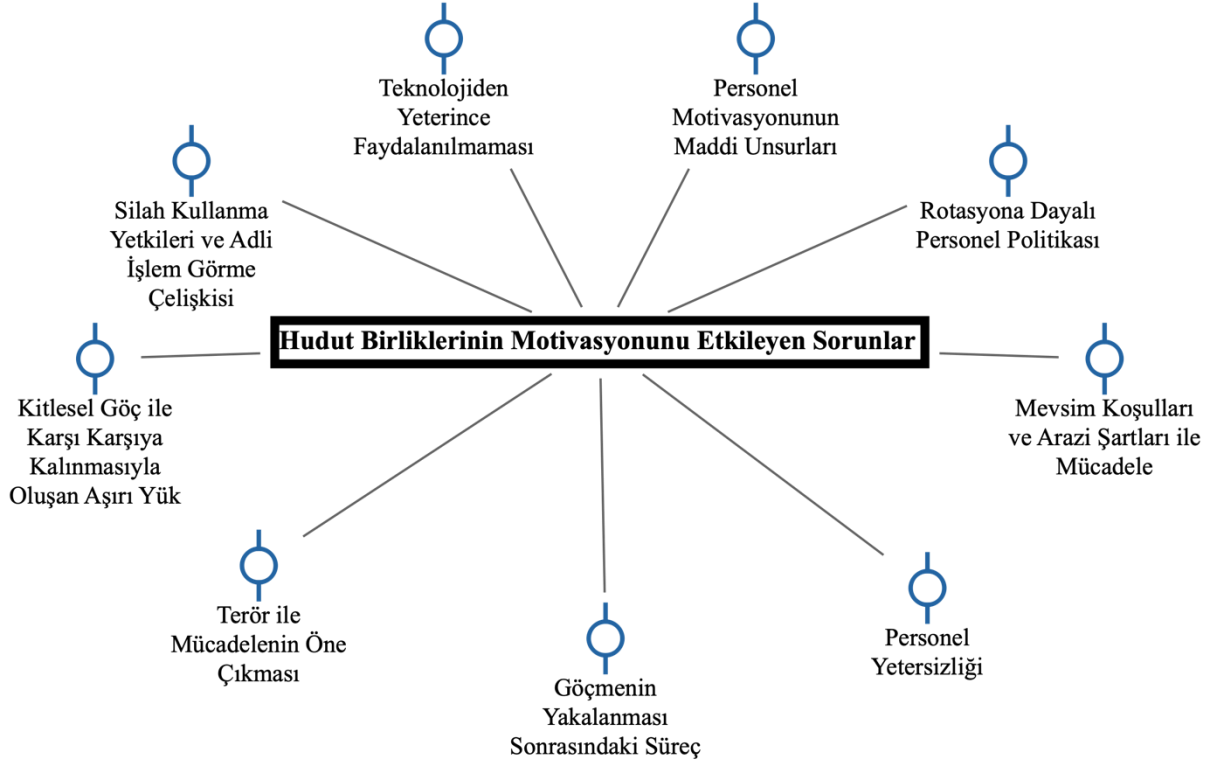 Teknolojiden
Yeterince
Faydalanılmaması
Personel
Motivasyonunun
Maddi Unsurları
Silah Kullanma
Yetkileri ve Adli
İşlem Görme
Çelişkisi
Rotasyona Dayalı
Personel Politikası
Hudut Birliklerinin Motivasyonunu Etkileyen Sorunlar
Kitlesel Göç ile
Karşı Karşıya
Kalınmasıyla
Oluşan Aşırı Yük
Mevsim Koşulları
ve Arazi Şartları ile
Mücadele
Terör ile
Mücadelenin Öne
Çıkması
Göçmenin
Yakalanması
Sonrasındaki Süreç
Personel
Yetersizliği